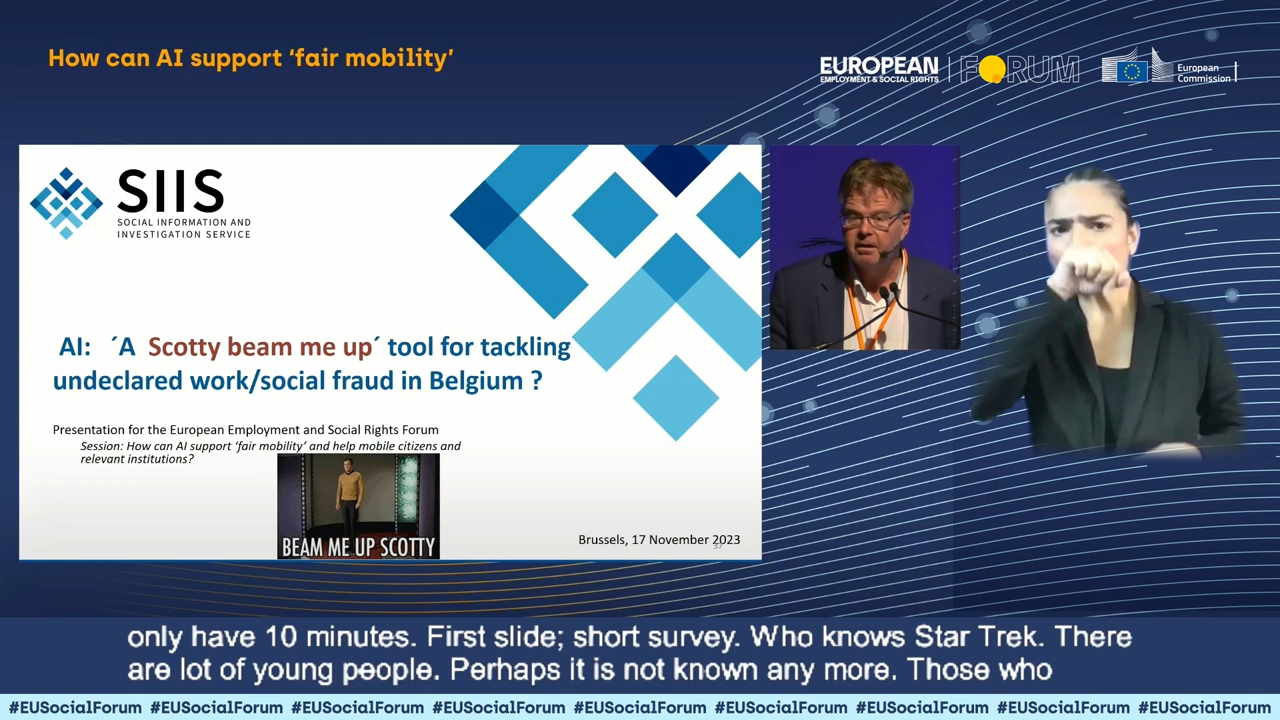 How can AI support ‘fair mobility’
EUROPEAN
EMPLOYMENT & SOCIAL RIGHTS
FORUM
European
Commission
SIIS
SOCIAL INFORMATION AND
INVESTIGATION SERVICE
AI: ´A Scotty beam me up´ tool for tackling
undeclared work/social fraud in Belgium ?
Presentation for the European Employment and Social Rights Forum
Session: How can AI support ‘fair mobility’ and help mobile citizens and
relevant institutions?
BEAM ME UP SCOTTY
Brussels, 17 November 2023
37
only have 10 minutes. First slide; short survey. Who knows Star Trek. There
are lot of young people. Perhaps it is not known any more. Those who
#EUSocialForum #EUSocialForum #EUSocialForum #EUSocialForum #EUSocialForum #EUSocialForum #EUSocialForum #EUSocialForum #EUSocialForum